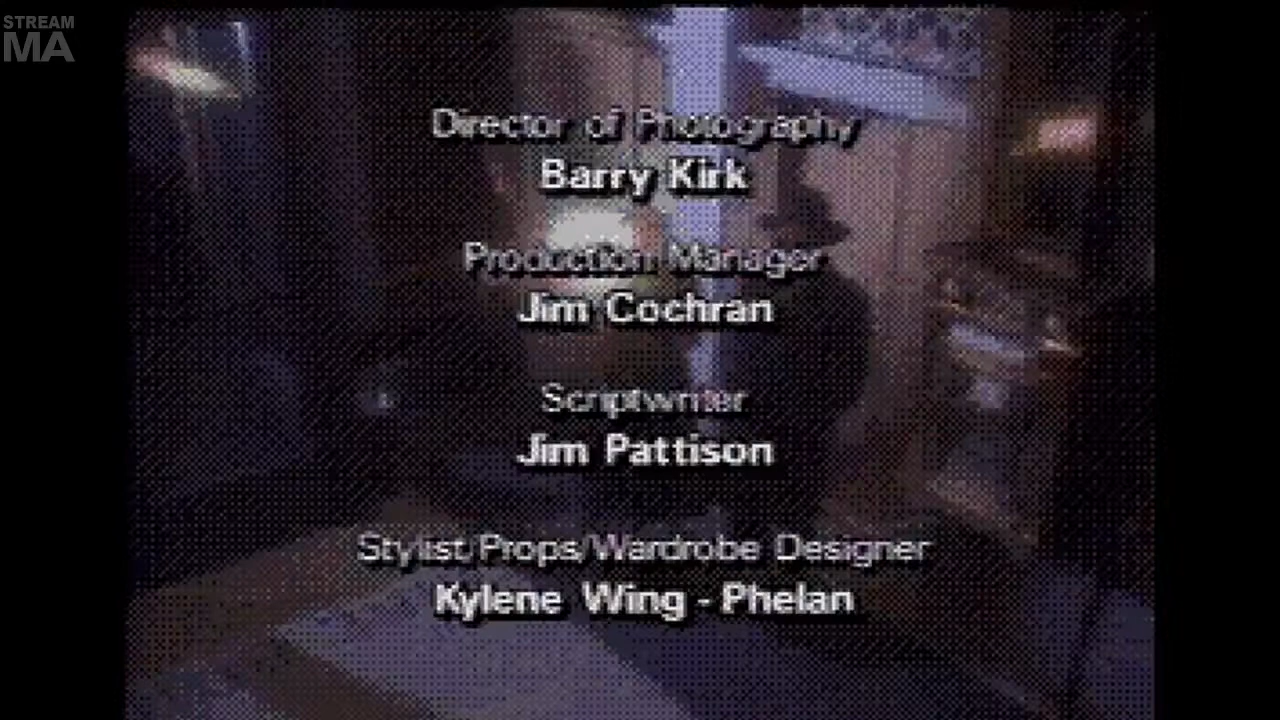 STREAM
MA
Director of Photography
Barry Kirk
Production Manager
Jim Cochran
Scriptwriter
Jim Pattison
Stylist/Props/Wardrobe Designer
Kylene Wing - Phelan